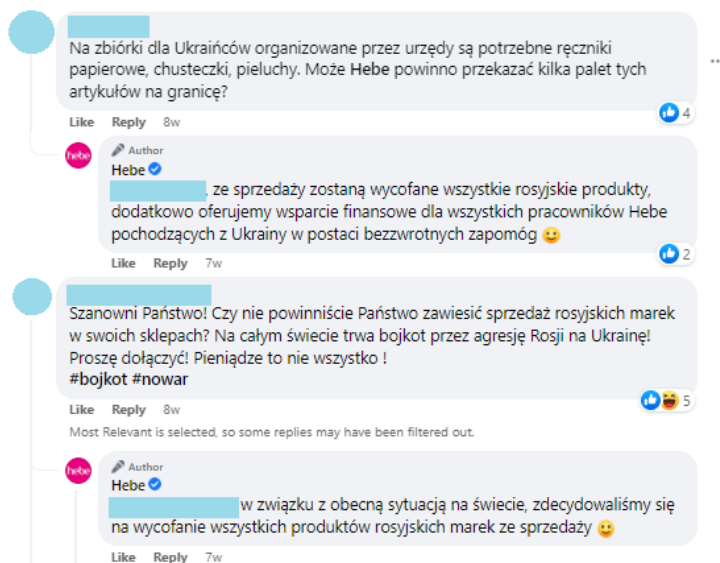 Na zbiórki dla Ukraińców organizowane przez urzędy są potrzebne ręczniki
papierowe, chusteczki, pieluchy. Może Hebe powinno przekazać kilka palet tych
artykułów na granicę?
4
Like Reply 8w
hebe
Author
Hebe
, ze sprzedaży zostaną wycofane wszystkie rosyjskie produkty,
dodatkowo oferujemy wsparcie finansowe dla wszystkich pracowników Hebe
pochodzących z Ukrainy w postaci bezzwrotnych zapomóg 🙂
2
Like Reply 7w
Szanowni Państwo! Czy nie powinniście Państwo zawiesić sprzedaż rosyjskich marek
w swoich sklepach? Na całym świecie trwa bojkot przez agresję Rosji na Ukrainę!
Proszę dołączyć! Pieniądze to nie wszystko !
#bojkot #nowar
5
Like Reply 8w
Most Relevant is selected, so some replies may have been filtered out.
hebe
Author
Hebe
w związku z obecną sytuacją na świecie, zdecydowaliśmy się
na wycofanie wszystkich produktów rosyjskich marek ze sprzedaży 🙂
Like Reply 7w